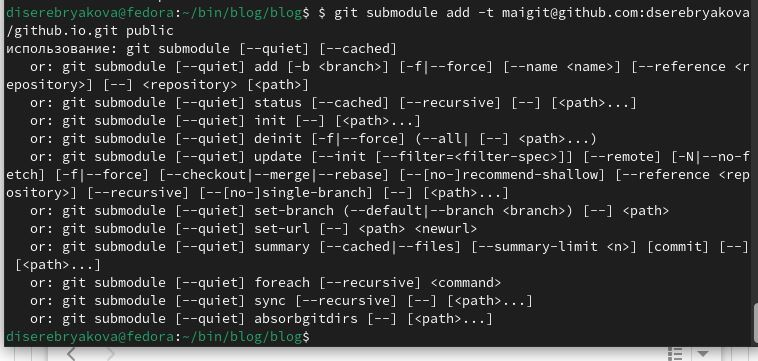 diserebryakova@fedora:~/bin/blog/blog$ $ git submodule add -t maigit@github.com:dserebryakova
/github.io.git public
использование: git submodule [--quiet] [--cached]
   or: git submodule [--quiet] add [-b <branch>] [-f|--force] [--name <name>] [--reference <r
epository>] [--] <repository> [<path>]
   or: git submodule [--quiet] status [--cached] [--recursive] [--] [<path>...]
   or: git submodule [--quiet] init [--] [<path>...]
   or: git submodule [--quiet] deinit [-f|--force] (--all| [--] <path>...)
   or: git submodule [--quiet] update [--init [--filter=<filter-spec>]] [--remote] [-N|--no-f
etch] [-f|--force] [--checkout|--merge|--rebase] [--[no-]recommend-shallow] [--reference <rep
ository>] [--recursive] [--[no-]single-branch] [--] [<path>...]
   or: git submodule [--quiet] set-branch (--default|--branch <branch>) [--] <path>
   or: git submodule [--quiet] set-url [--] <path> <newurl>
   or: git submodule [--quiet] summary [--cached|--files] [--summary-limit <n>] [commit] [--]
 [<path>...]
   or: git submodule [--quiet] foreach [--recursive] <command>
   or: git submodule [--quiet] sync [--recursive] [--] [<path>...]
   or: git submodule [--quiet] absorbgitdirs [--] [<path>...]
diserebryakova@fedora:~/bin/blog/blog$